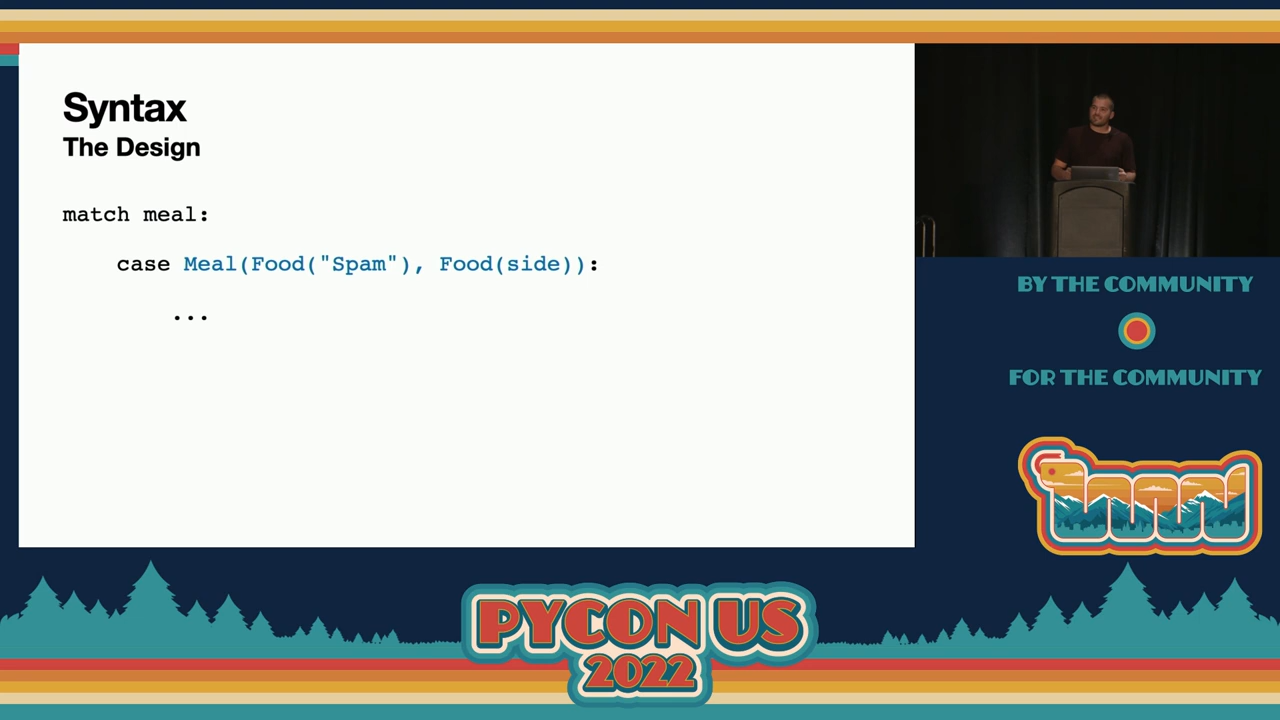 Syntax
The Design
match meal:
case Meal(Food("Spam"), Food(side)):
...
BY THE COMMUNITY
FOR THE COMMUNITY
PYCON US
2022